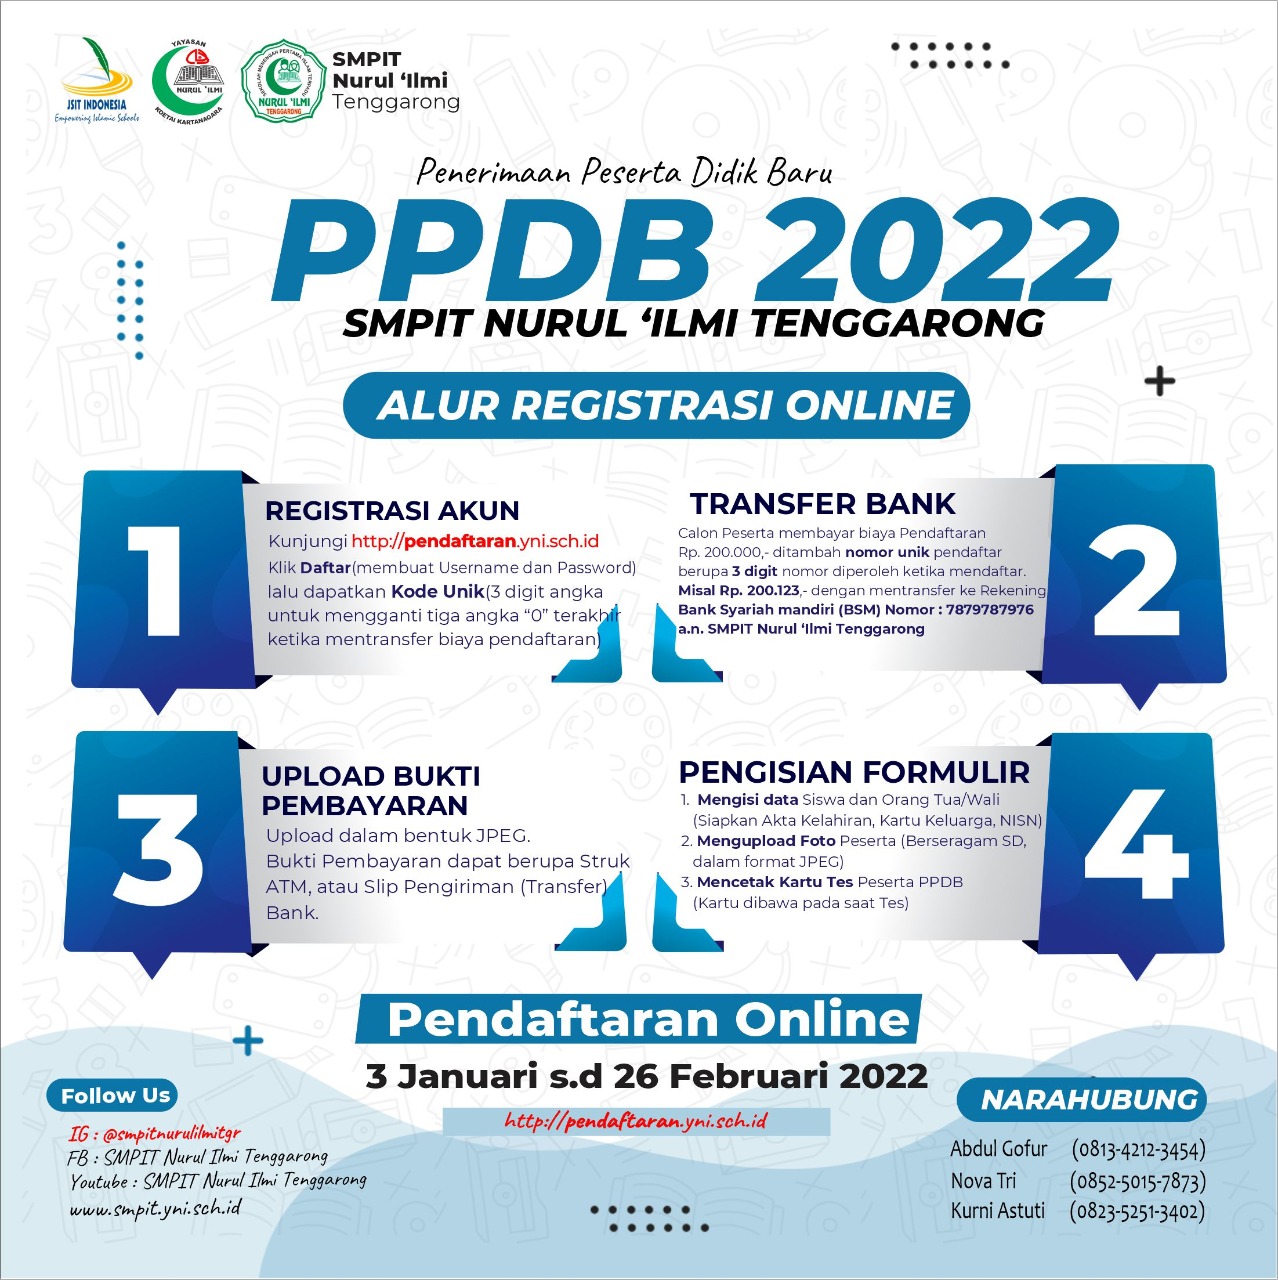 JSIT INDONESIA
Empowering Islamic Schools
YAYASAN
NURUL 'ILMI
KOETAI KARTANAGARA
SEKOLAH MENENGAH PERTAMA ISLAM TERPADU
NURUL 'ILMI
TENGGARONG
SMPIT
Nurul ‘Ilmi
Tenggarong
Penerimaan Peserta Didik Baru
PPDB 2022
SMPIT NURUL ‘ILMI TENGGARONG
ALUR REGISTRASI ONLINE
1
REGISTRASI AKUN
Kunjungi http://pendaftaran.yni.sch.id
Klik Daftar(membuat Username dan Password)
lalu dapatkan Kode Unik(3 digit angka
untuk mengganti tiga angka “0” terakhir
ketika mentransfer biaya pendaftaran)
TRANSFER BANK
Calon Peserta membayar biaya Pendaftaran
Rp. 200.000,- ditambah nomor unik pendaftar
berupa 3 digit nomor diperoleh ketika mendaftar.
Misal Rp. 200.123,- dengan mentransfer ke Rekening
Bank Syariah mandiri (BSM) Nomor : 7879787976
a.n. SMPIT Nurul ‘Ilmi Tenggarong
2
3
UPLOAD BUKTI
PEMBAYARAN
Upload dalam bentuk JPEG.
Bukti Pembayaran dapat berupa Struk
ATM, atau Slip Pengiriman (Transfer)
Bank.
PENGISIAN FORMULIR
1. Mengisi data Siswa dan Orang Tua/Wali
(Siapkan Akta Kelahiran, Kartu Keluarga, NISN)
2. Mengupload Foto Peserta (Berseragam SD,
dalam format JPEG)
3. Mencetak Kartu Tes Peserta PPDB
(Kartu dibawa pada saat Tes)
4
Pendaftaran Online
3 Januari s.d 26 Februari 2022
http://pendaftaran.yni.sch.id
Follow Us
IG : @smpitnurulilmitgr
FB : SMPIT Nurul Ilmi Tenggarong
Youtube : SMPIT Nurul Ilmi Tenggarong
www.smpit.yni.sch.id
NARAHUBUNG
Abdul Gofur (0813-4212-3454)
Nova Tri (0852-5015-7873)
Kurni Astuti (0823-5251-3402)